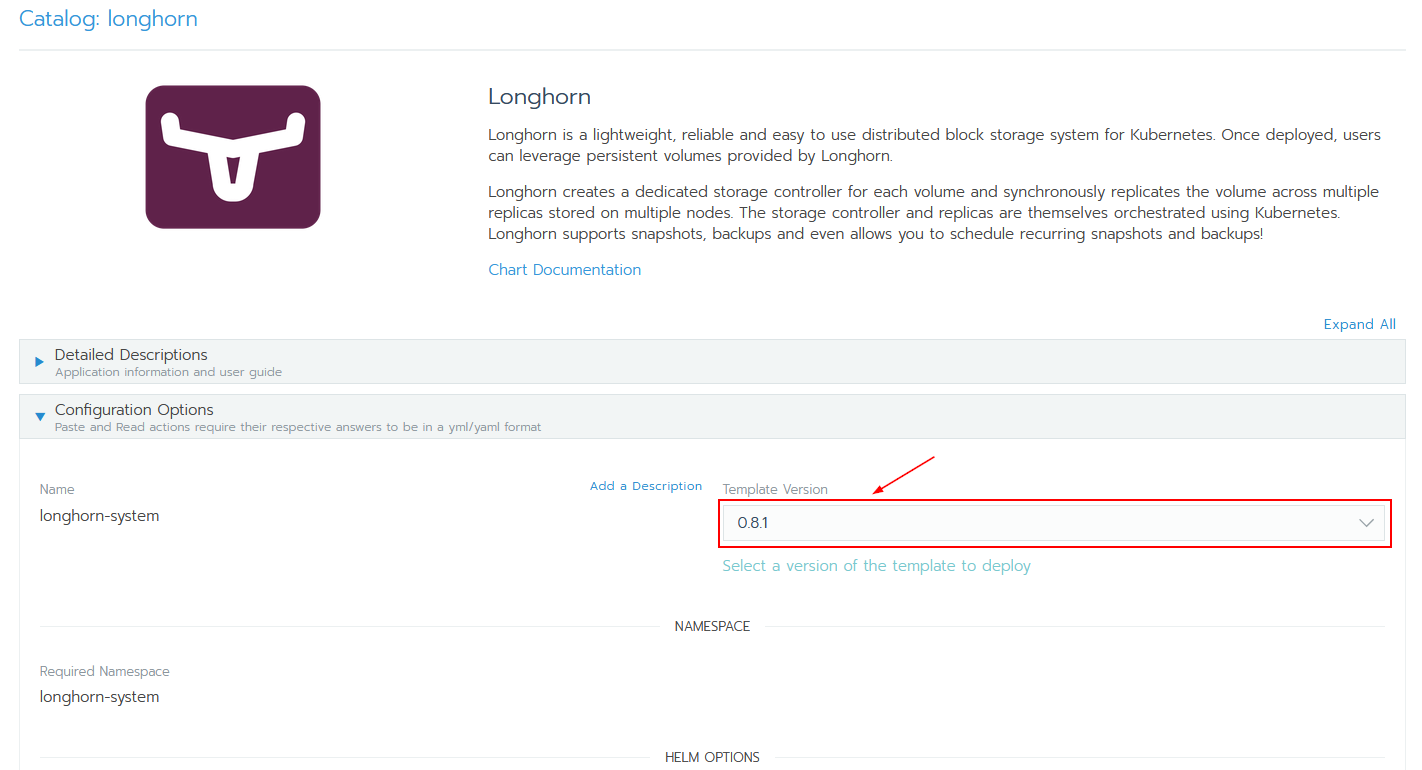 Catalog: longhorn
Longhorn
Longhorn is a lightweight, reliable and easy to use distributed block storage system for Kubernetes. Once deployed, users
can leverage persistent volumes provided by Longhorn.
Longhorn creates a dedicated storage controller for each volume and synchronously replicates the volume across multiple
replicas stored on multiple nodes. The storage controller and replicas are themselves orchestrated using Kubernetes.
Longhorn supports snapshots, backups and even allows you to schedule recurring snapshots and backups!
Chart Documentation
Expand All
Detailed Descriptions
Application information and user guide
Configuration Options
Paste and Read actions require their respective answers to be in a yml/yaml format
Name
Add a Description
longhorn-system
Template Version
0.8.1
Select a version of the template to deploy
NAMESPACE
Required Namespace
longhorn-system
HELM OPTIONS